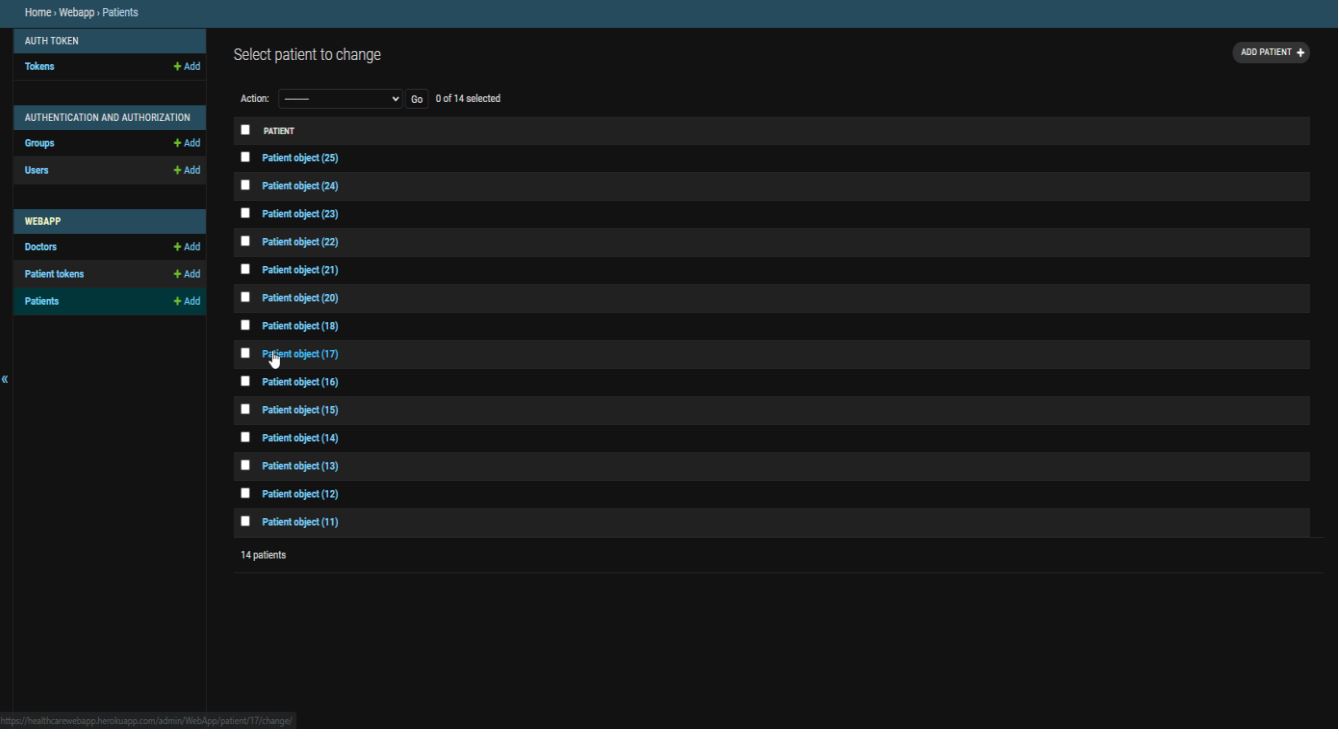 Home › Webapp › Patients
AUTH TOKEN
Tokens + Add
AUTHENTICATION AND AUTHORIZATION
Groups + Add
Users + Add
WEBAPP
Doctors + Add
Patient tokens + Add
Patients + Add
«
Select patient to change
ADD PATIENT +
Action: --------- Go 0 of 14 selected
PATIENT
Patient object (25)
Patient object (24)
Patient object (23)
Patient object (22)
Patient object (21)
Patient object (20)
Patient object (18)
Patient object (17)
Patient object (16)
Patient object (15)
Patient object (14)
Patient object (13)
Patient object (12)
Patient object (11)
14 patients
https://healthcarewebapp.herokuapp.com/admin/WebApp/patient/17/change/